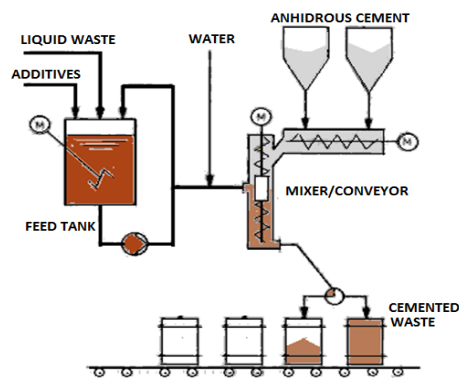 ANHIDROUS CEMENT
LIQUID WASTE
WATER
ADDITIVES
M
M
M
MIXER/CONVEYOR
FEED TANK
CEMENTED
WASTE